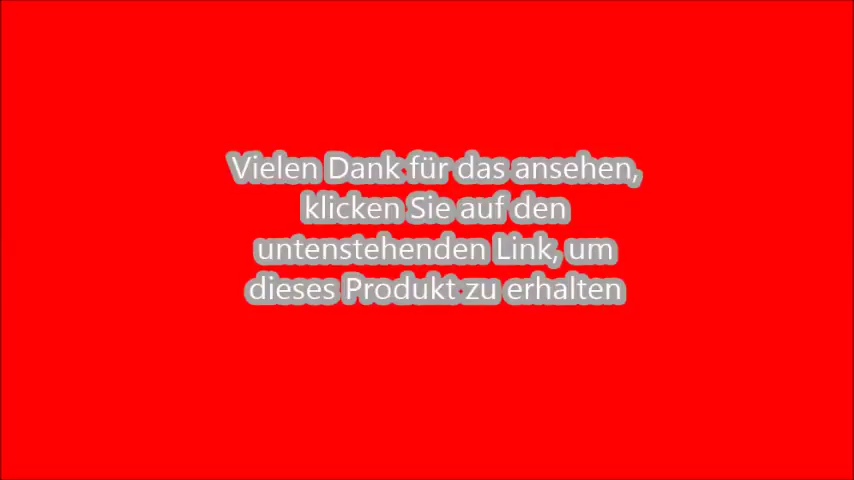 Vielen Dank für das ansehen,
klicken Sie auf den
untenstehenden Link, um
dieses Produkt zu erhalten